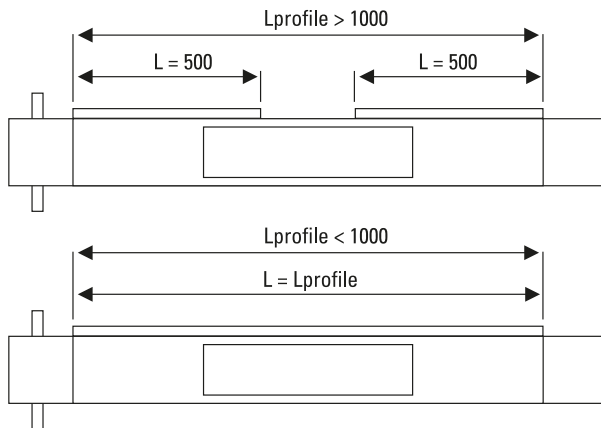 Lprofile > 1000
L = 500
L = 500
Lprofile < 1000
L = Lprofile